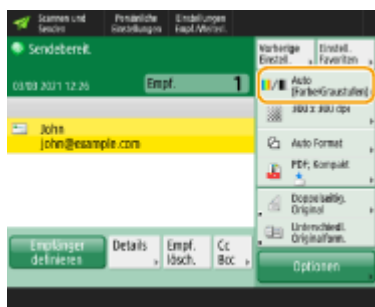 Scannen und
Senden
Persönliche
Einstellungen
Einstellungen
Empf./Weiterl.
Sendebereit.
03/03 2021 12:26
Empf. 1
John
john@example.com
Empfänger
definieren
Details
Empf.
lösch.
Cc
Bcc
Vorherige
Einstell.
Einstell.
Favoriten
Auto
(Farbe/Graustufen)
300 x 300 dpi
Auto Format
PDF; Kompakt
Doppelseitig.
Original
Unterschiedl.
Originalform.
Optionen